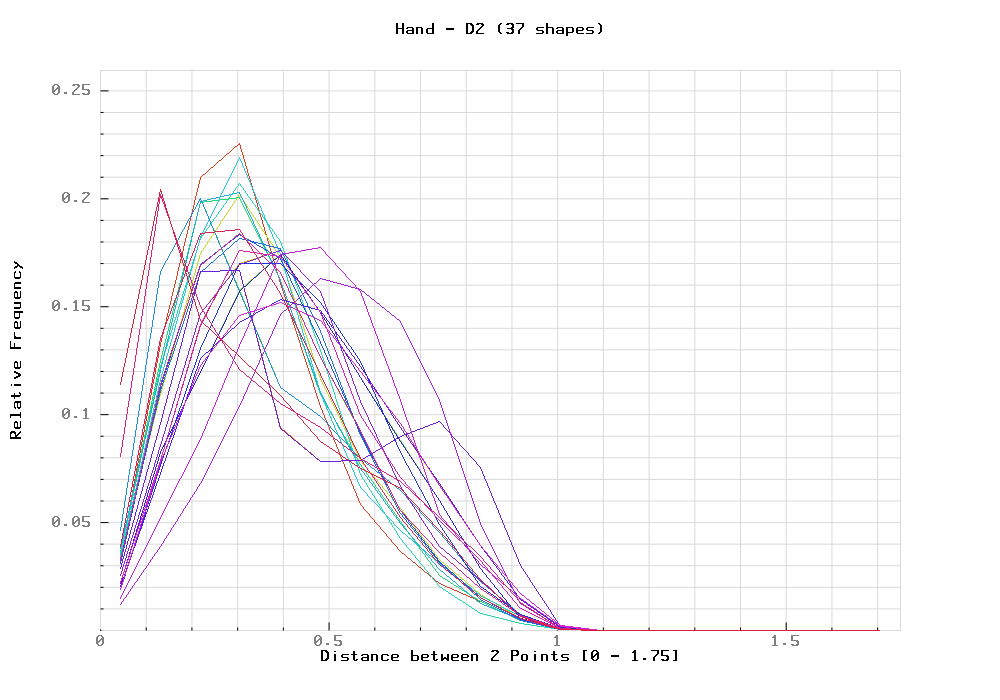 Hand - D2 (37 shapes)
0.25
0.2
0.15
0.1
0.05
Relative Frequency
0 0.5 1 1.5
Distance between 2 Points [0 - 1.75]